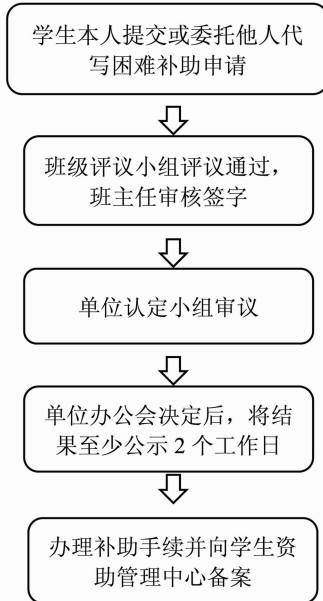 学生本人提交或委托他人代
写困难补助申请
班级评议小组评议通过，
班主任审核签字
单位认定小组审议
单位办公会决定后，将结
果至少公示 2 个工作日
办理补助手续并向学生资
助管理中心备案